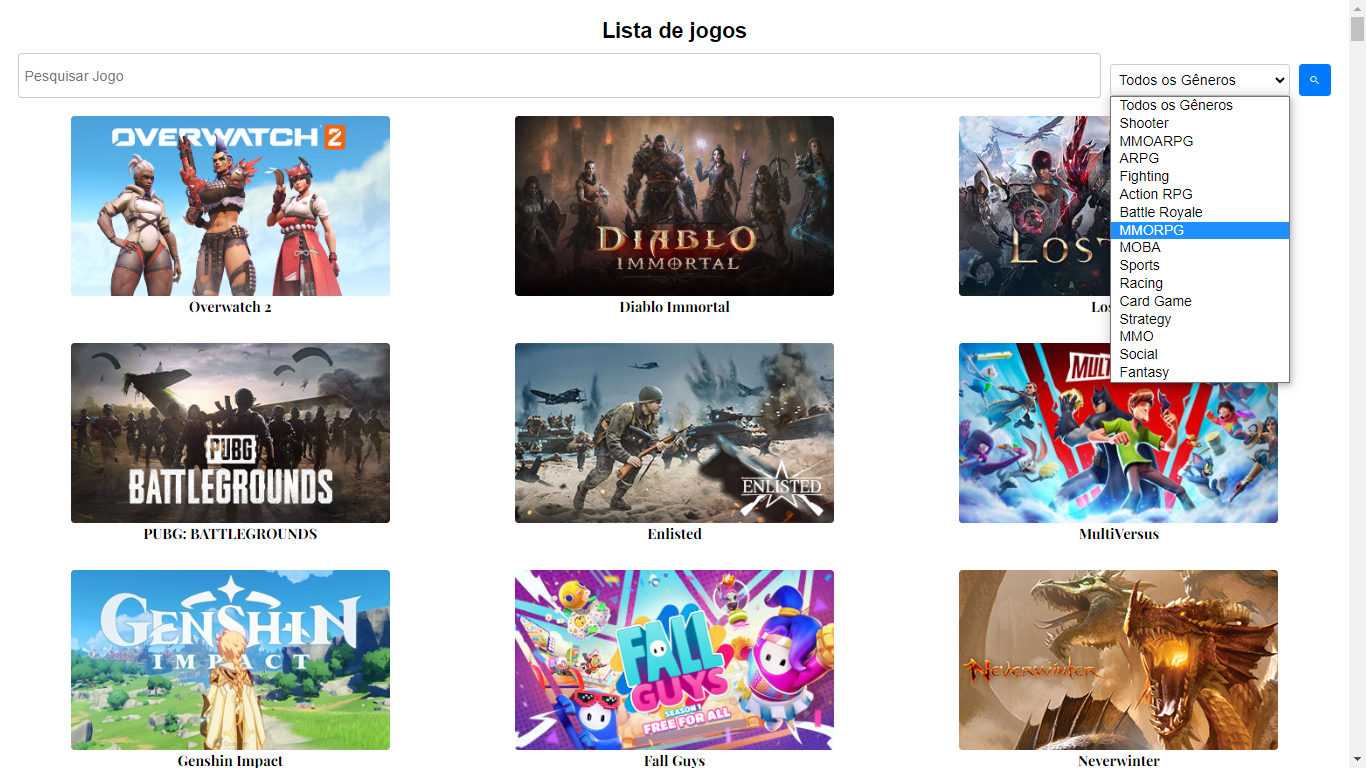 Lista de jogos
Pesquisar Jogo
Todos os Gêneros
Todos os Gêneros
Shooter
MMOARPG
ARPG
Fighting
Action RPG
Battle Royale
MMORPG
MOBA
Sports
Racing
Card Game
Strategy
MMO
Social
Fantasy
OVERWATCH 2
DIABLO
IMMORTAL
LOST
Overwatch 2
Diablo Immortal
Los
PUBG
BATTLEGROUNDS
ENLISTED
MULTI
PUBG: BATTLEGROUNDS
Enlisted
MultiVersus
GENSHIN
IMPACT
FALL
GUYS
SEASON 1
FREE FOR ALL
NEVERWINTER
Genshin Impact
Fall Guys
Neverwinter